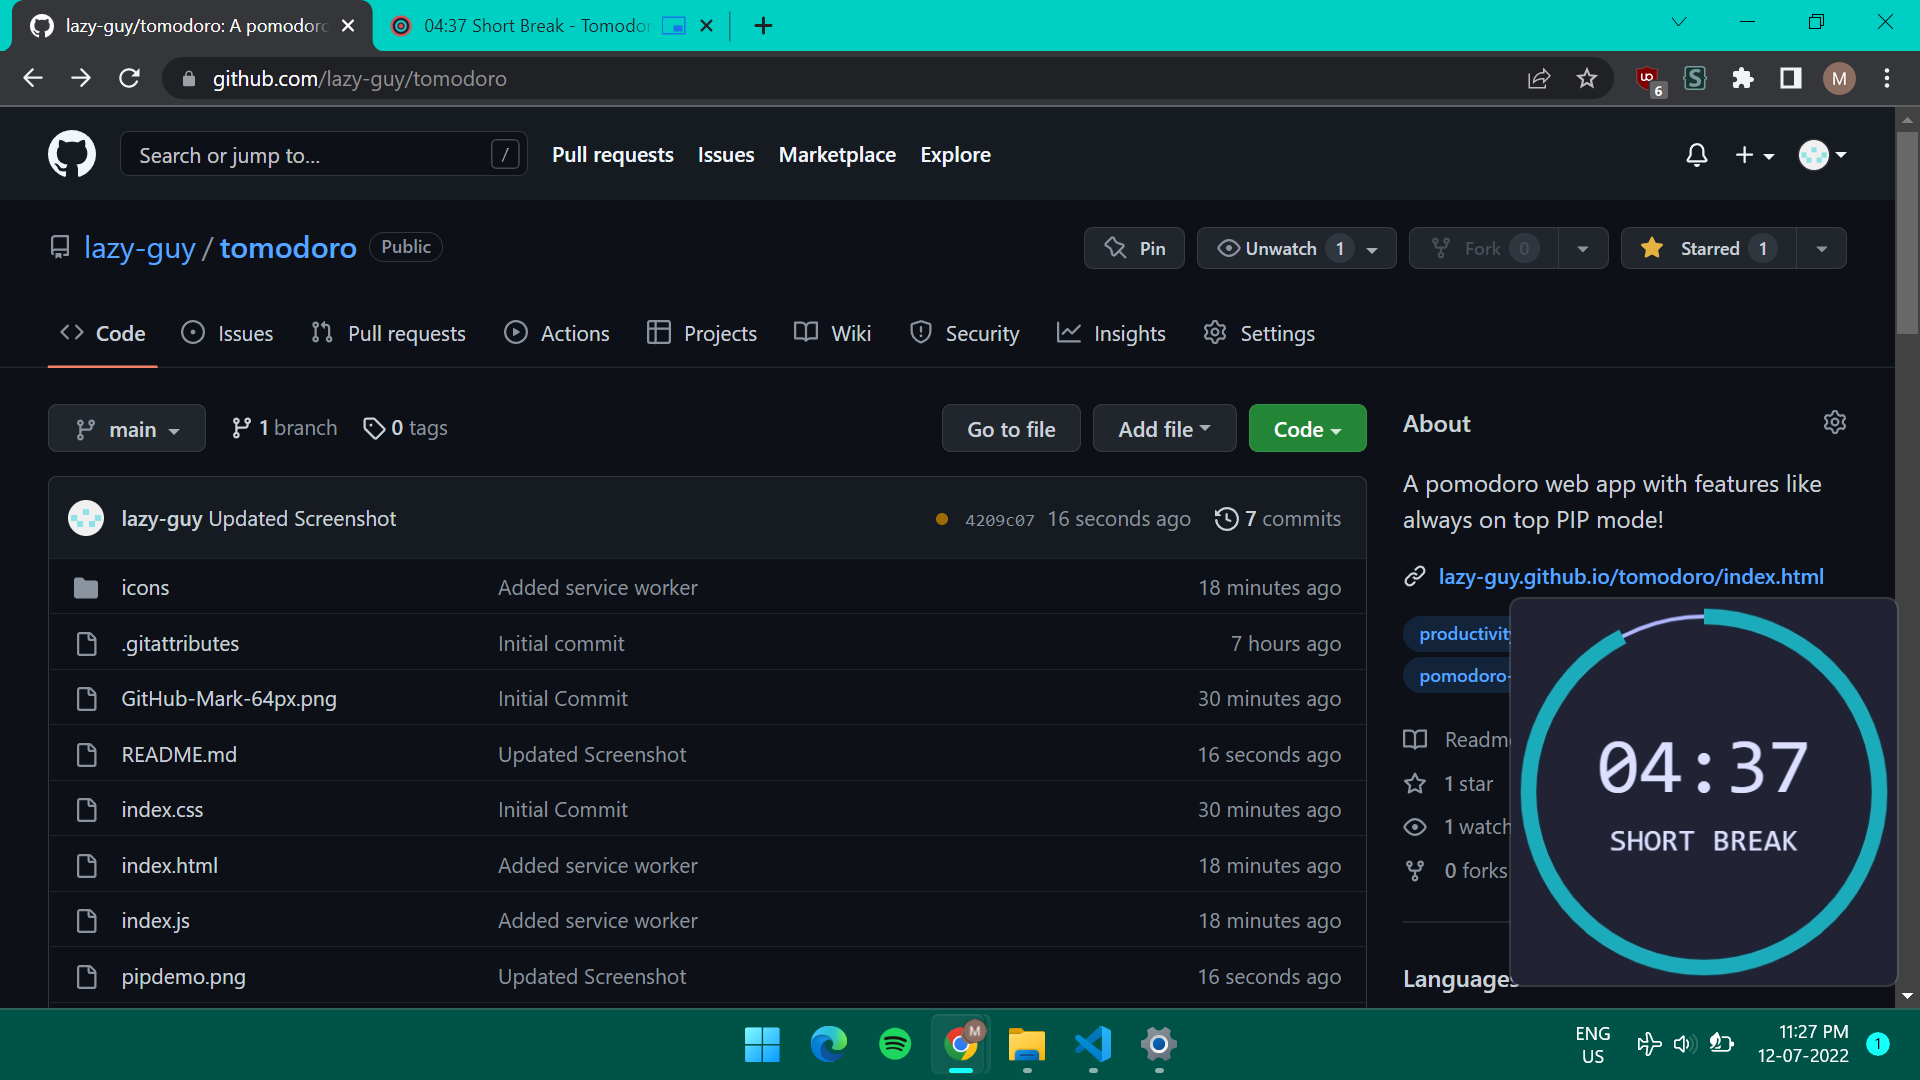 lazy-guy/tomodoro: A pomodoro
04:37 Short Break - Tomodoro
github.com/lazy-guy/tomodoro
6
M
Search or jump to...
/
Pull requests
Issues
Marketplace
Explore
lazy-guy / tomodoro
Public
Pin
Unwatch 1
Fork 0
Starred 1
Code
Issues
Pull requests
Actions
Projects
Wiki
Security
Insights
Settings
main
1 branch
0 tags
Go to file
Add file
Code
lazy-guy Updated Screenshot
4209c07 16 seconds ago
7 commits
icons
Added service worker
18 minutes ago
.gitattributes
Initial commit
7 hours ago
GitHub-Mark-64px.png
Initial Commit
30 minutes ago
README.md
Updated Screenshot
16 seconds ago
index.css
Initial Commit
30 minutes ago
index.html
Added service worker
18 minutes ago
index.js
Added service worker
18 minutes ago
pipdemo.png
Updated Screenshot
16 seconds ago
About
A pomodoro web app with features like
always on top PIP mode!
lazy-guy.github.io/tomodoro/index.html
productivity
pomodoro-
Readme
1 star
1 watch
0 forks
Languages
04:37
SHORT BREAK
M
ENG
US
11:27 PM
12-07-2022
1